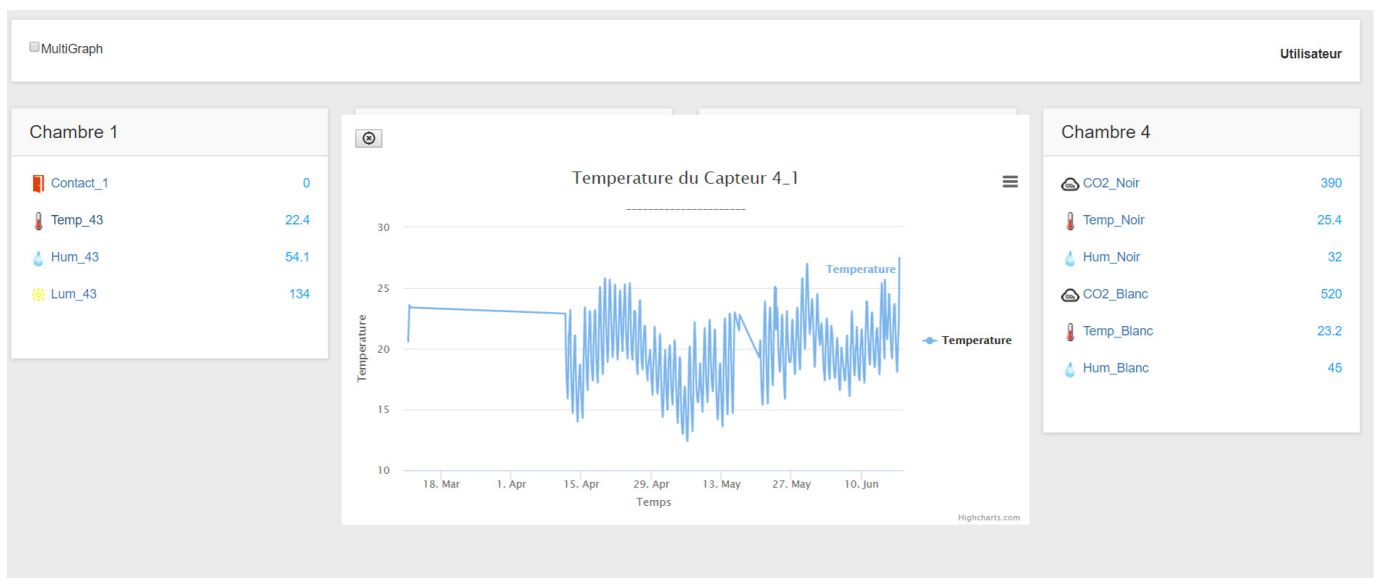 MultiGraph
Utilisateur
Chambre 1
Contact_1 0
Temp_43 22.4
Hum_43 54.1
Lum_43 134
Temperature du Capteur 4_1
----------------------
30
25
20
15
10
Temperature
Temperature
Temperature
18. Mar 1. Apr 15. Apr 29. Apr 13. May 27. May 10. Jun
Temps
Highcharts.com
Chambre 4
CO2_Noir 390
Temp_Noir 25.4
Hum_Noir 32
CO2_Blanc 520
Temp_Blanc 23.2
Hum_Blanc 45